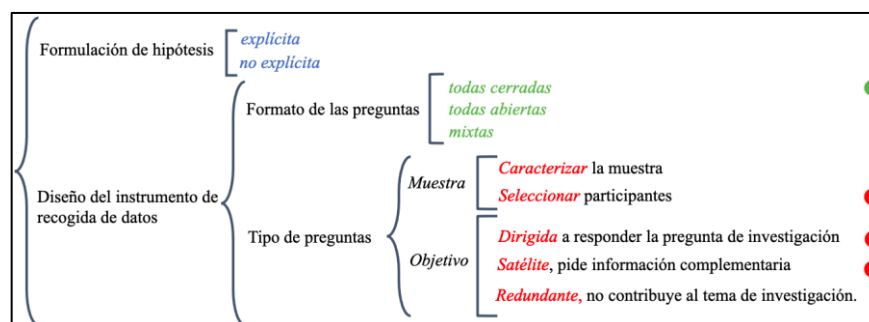 Formulación de hipótesis
explícita
no explícita
Formato de las preguntas
todas cerradas
todas abiertas
mixtas
Diseño del instrumento de
recogida de datos
Tipo de preguntas
Muestra
Caracterizar la muestra
Seleccionar participantes
Objetivo
Dirigida a responder la pregunta de investigación
Satélite, pide información complementaria
Redundante, no contribuye al tema de investigación.